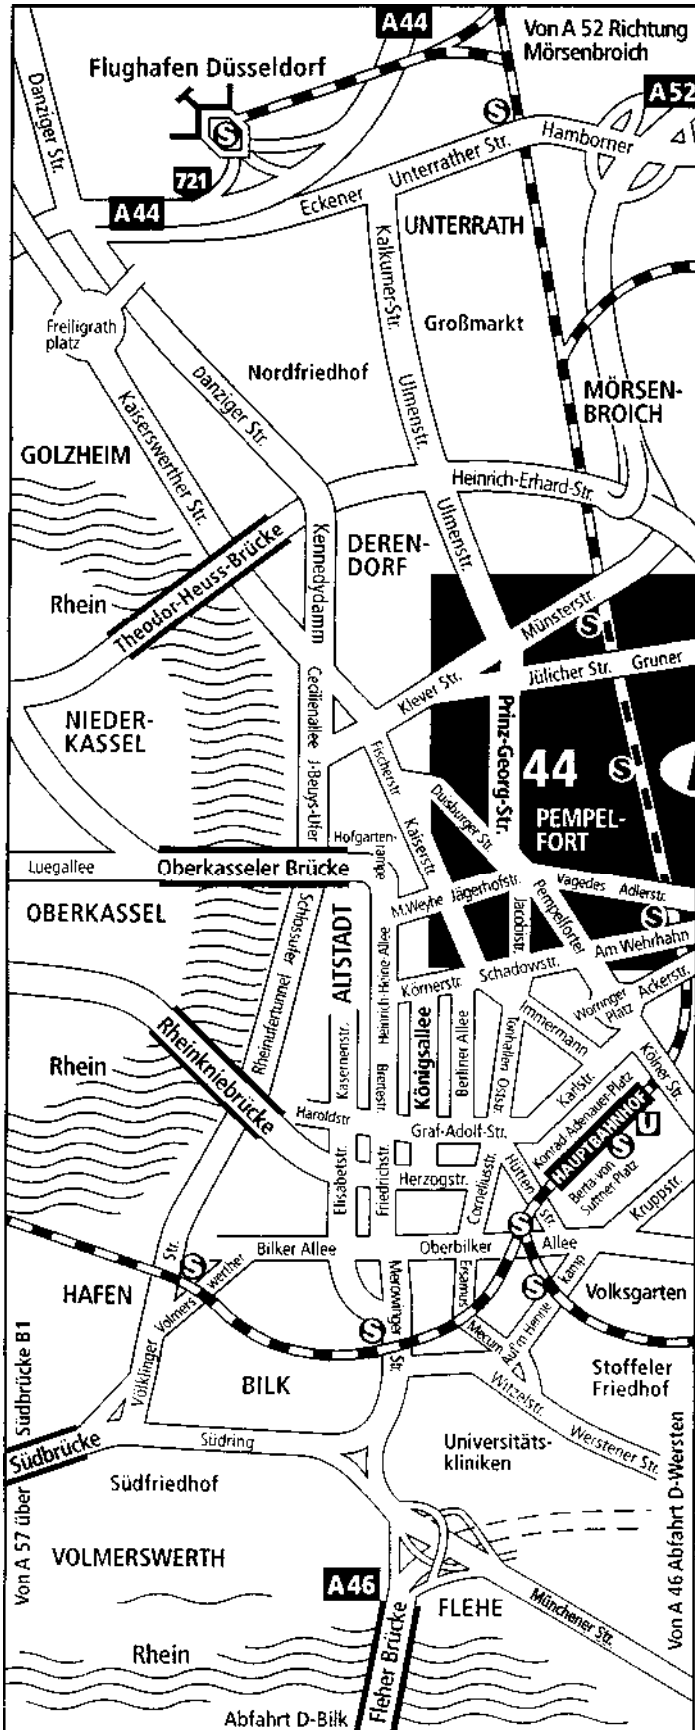 A44
Von A 52 Richtung
Mörsenbroich
Flughafen Düsseldorf
A52
Danziger Str.
S
S
Hamborner
Unterrather Str.
721
A44
Eckener
UNTERRATH
Kalkumer-Str.
Großmarkt
Freiligrath
platz
Nordfriedhof
Danziger Str.
Ulmenstr.
MÖRSEN-
BROICH
Kaiserswerther Str.
GOLZHEIM
Heinrich-Erhard-Str.
Ulmenstr.
Kennedydamm
DEREN-
DORF
Theodor-Heuss-Brücke
Rhein
Münsterstr.
S
Jülicher Str.
Gruner
Klever Str.
Cecilienallee
Prinz-Georg-Str.
NIEDER-
KASSEL
Fischerstr
J.-Beuys-Ufer
44
S
Duisburger Str.
PEMPEL-
FORT
Kaiserstr
Hofgarten-
rampe
Luegallee
Oberkasseler Brücke
Vagedes
Adlerstr.
M.Weyhe
Jägerhofstr.
Pempelforter
OBERKASSEL
Schlossufer
ALTSTADT
Jacobistr.
S
Am Wehrhahn
Heinrich-Heine-Allee
Schadowstr.
Körnerstr.
Ackerstr.
Worringer
Platz
Immermann
Rheinufertunnel
Rheinkniebrücke
Kasernenstr.
Breitestr.
Königsallee
Berliner Allee
Tonhallen
Oststr.
Kölner Str.
Rhein
Karlstr.
Konrad-Adenauer-Platz
HAUPTBAHNHOF
U
S
Haroldstr
Graf-Adolf-Str.
Berta von
Suttner Platz
Elisabetstr.
Friedrichstr.
Herzogstr.
Corneliusstr.
Hütten
str.
Kruppstr.
S
Str.
S
Bilker Allee
Oberbilker
Allee
Volmers
werther
HAFEN
Merowinger
Str.
Erasmus
S
Kamp
Auf'm Henne
Volksgarten
S
Mecum
Völklinger
BILK
Stoffeler
Friedhof
Witzelstr.
Werstener Str.
Südbrücke
Südring
Universitäts-
kliniken
Südfriedhof
Von A 57 über Südbrücke B1
Von A 46 Abfahrt D-Wersten
VOLMERSWERTH
A46
FLEHE
Münchener Str.
Fleher Brücke
Rhein
Abfahrt D-Bilk